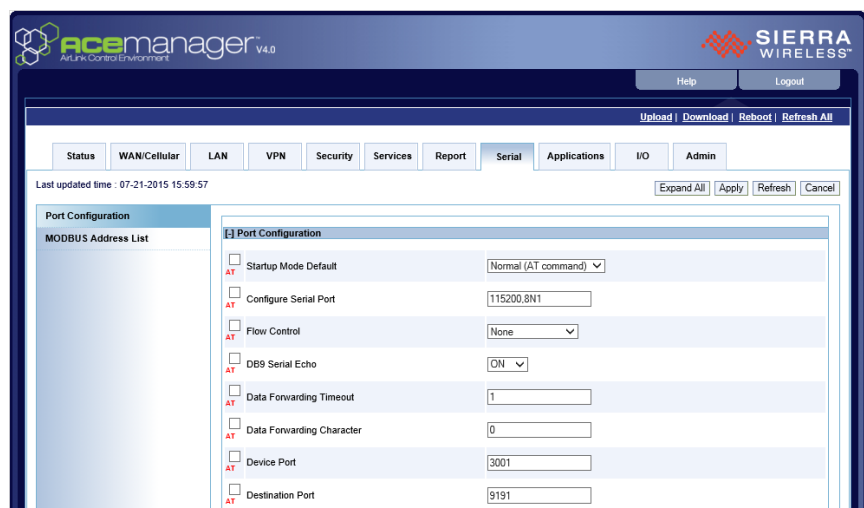 acemanager™ V4.0
AirLink Control Environment
SIERRA
WIRELESS™
Help Logout
Upload | Download | Reboot | Refresh All
Status WAN/Cellular LAN VPN Security Services Report Serial Applications I/O Admin
Last updated time : 07-21-2015 15:59:57
Expand All Apply Refresh Cancel
Port Configuration
MODBUS Address List
[-] Port Configuration
AT Startup Mode Default Normal (AT command)
AT Configure Serial Port 115200,8N1
AT Flow Control None
AT DB9 Serial Echo ON
AT Data Forwarding Timeout 1
AT Data Forwarding Character 0
AT Device Port 3001
AT Destination Port 9191